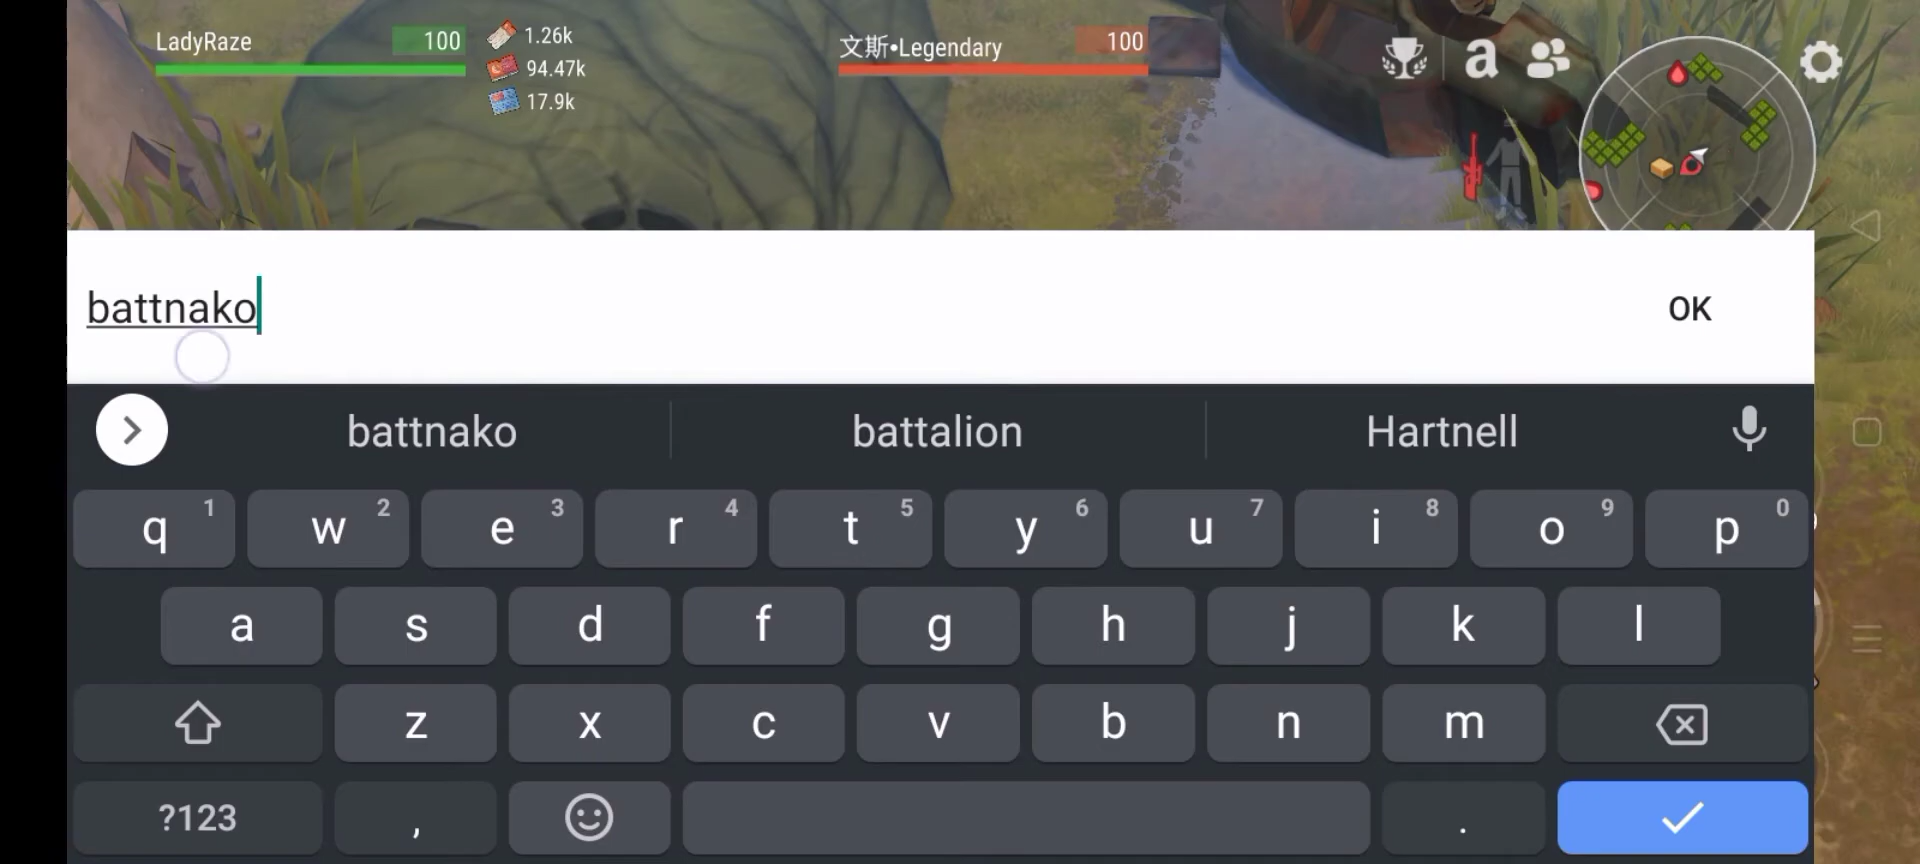 LadyRaze 100 1.26k 文斯•Legendary 100 a
94.47k
17.9k
battnako OK
battnako battalion Hartnell
q 1 w 2 e 3 r 4 t 5 y 6 u 7 i 8 o 9 p 0
a s d f g h j k l
z x c v b n m
?123 , .